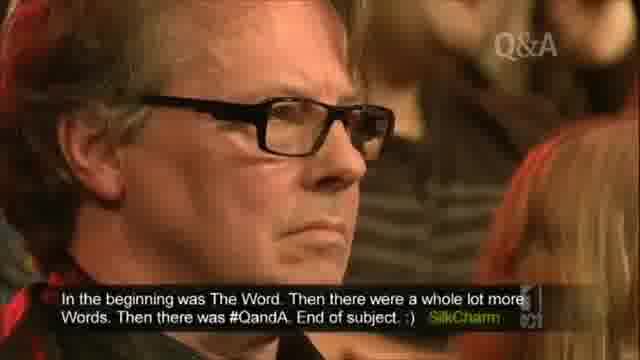 Q&A
In the beginning was The Word. Then there were a whole lot more
Words. Then there was #QandA. End of subject. :) SilkCharm